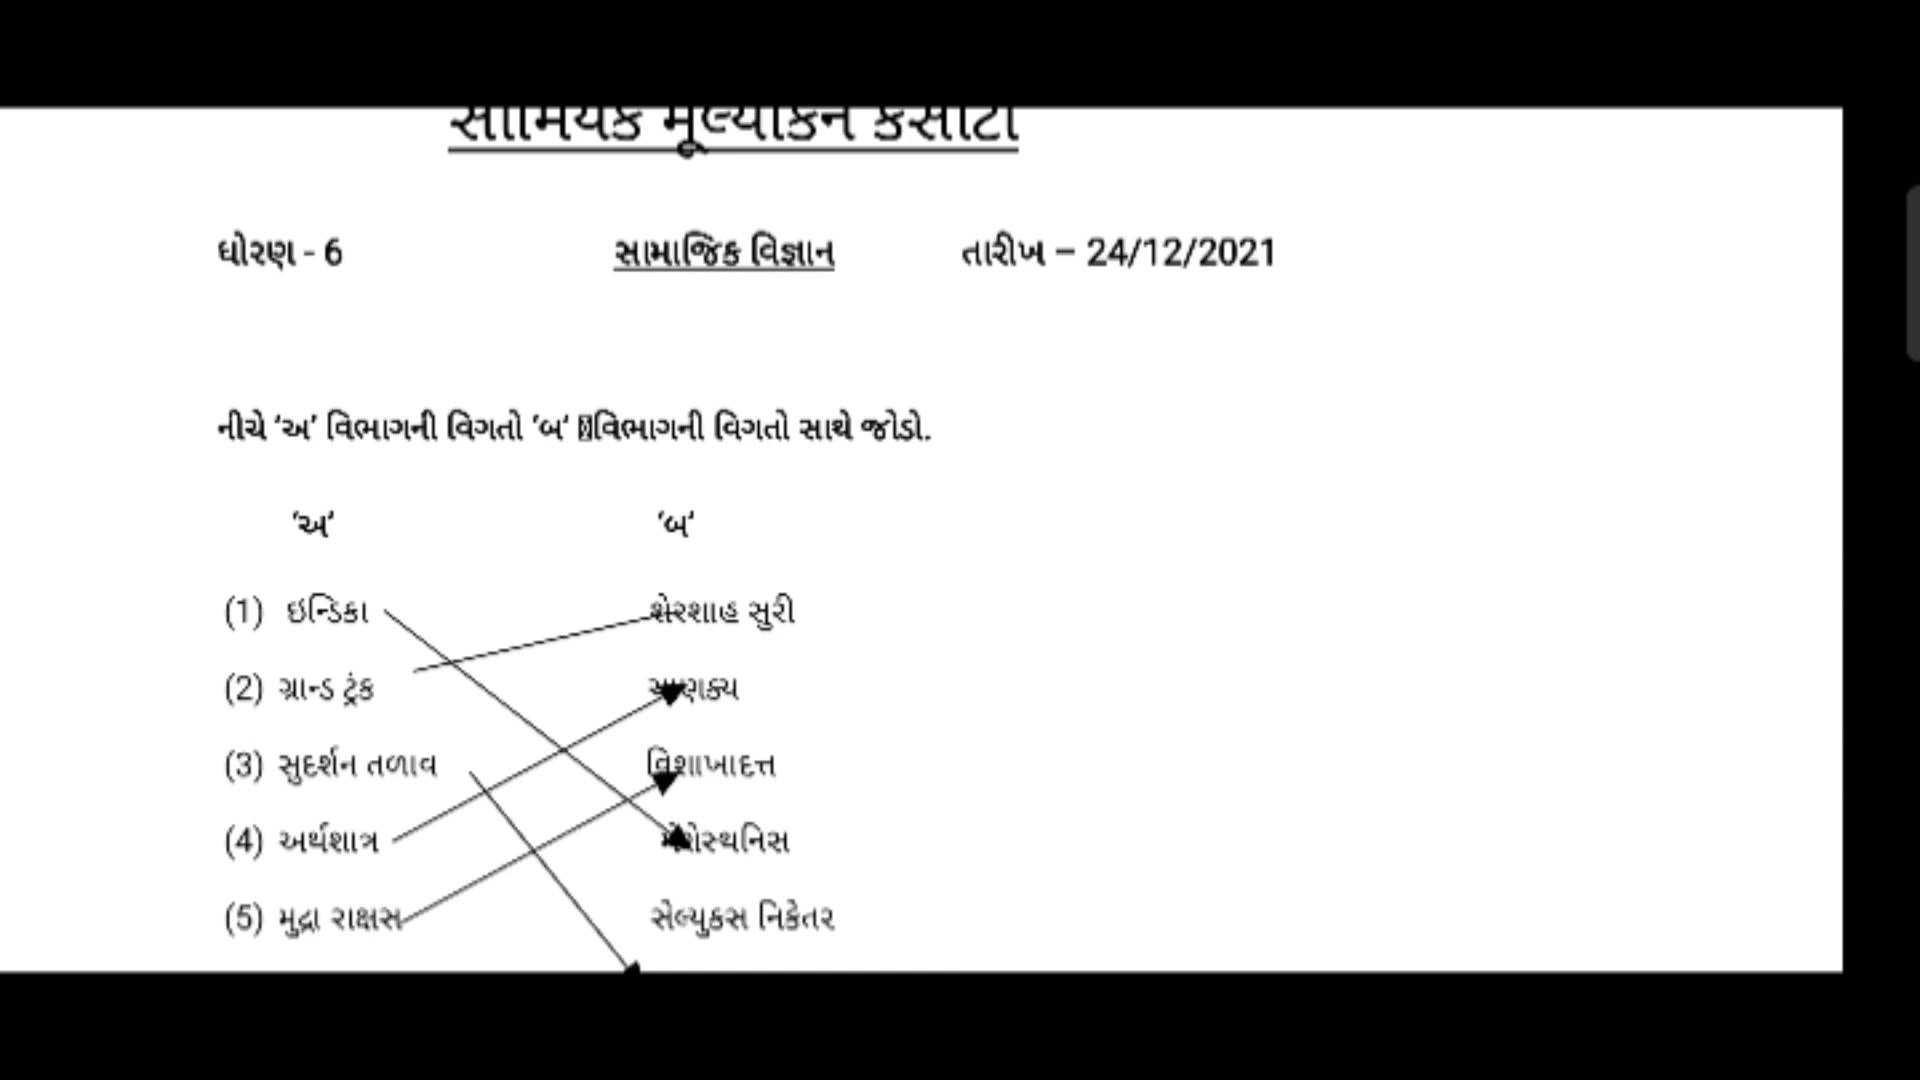 સામયિક મૂલ્યાંકન કસોટી
ધોરણ - 6 સામાજિક વિજ્ઞાન તારીખ – 24/12/2021
નીચે ‘અ’ વિભાગની વિગતો ‘બ‘ વિભાગની વિગતો સાથે જોડો.
‘અ’ ‘બ’
(1) ઇન્ડિકા શેરશાહ સુરી
(2) ગ્રાન્ડ ટ્રંક ચાણક્ય
(3) સુદર્શન તળાવ વિશાખાદત્ત
(4) અર્થશાત્ર મેગેસ્થનિસ
(5) મુદ્રા રાક્ષસ સેલ્યુકસ નિકેતર